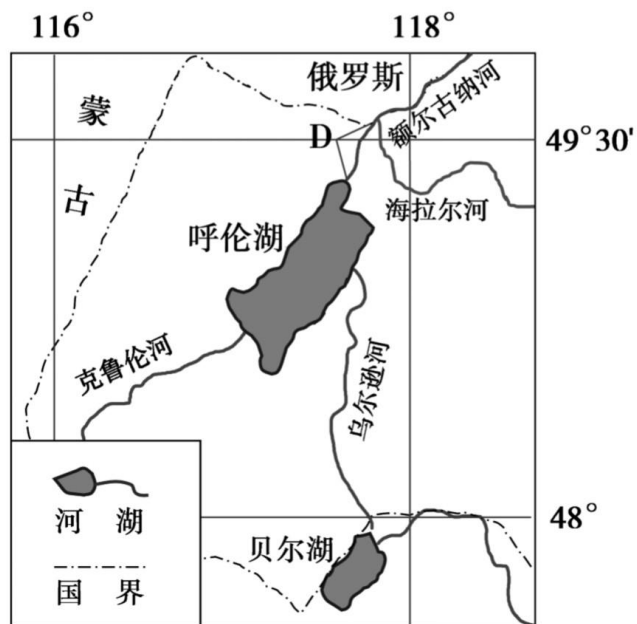 116°
118°
俄罗斯
额尔古纳河
蒙古
D
49°30'
海拉尔河
呼伦湖
克鲁伦河
乌尔逊河
河 湖
48°
贝尔湖
国 界